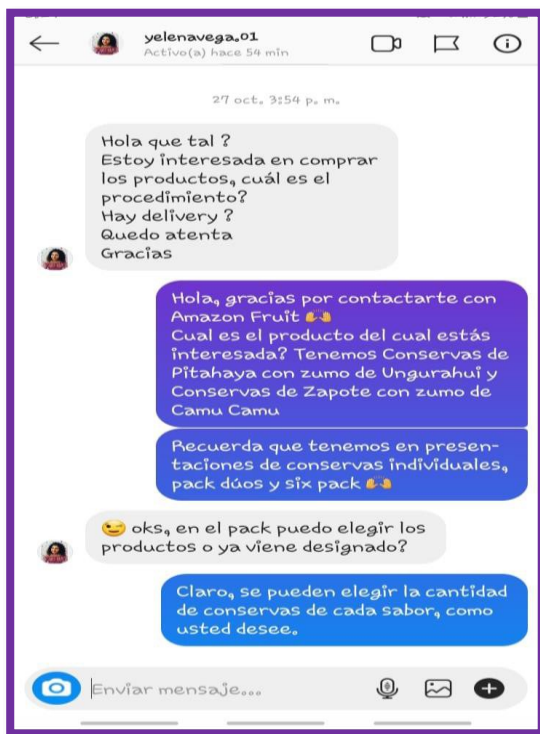 yelenavega.01
Activo(a) hace 54 min
27 oct. 3:54 p. m.
Hola que tal ?
Estoy interesada en comprar
los productos, cuál es el
procedimiento?
Hay delivery ?
Quedo atenta
Gracias
Hola, gracias por contactarte con
Amazon Fruit 🙌
Cual es el producto del cual estás
interesada? Tenemos Conservas de
Pitahaya con zumo de Ungurahui y
Conservas de Zapote con zumo de
Camu Camu
Recuerda que tenemos en presen-
taciones de conservas individuales,
pack dúos y six pack 🙌
😉 oks, en el pack puedo elegir los
productos o ya viene designado?
Claro, se pueden elegir la cantidad
de conservas de cada sabor, como
usted desee.
Enviar mensaje...